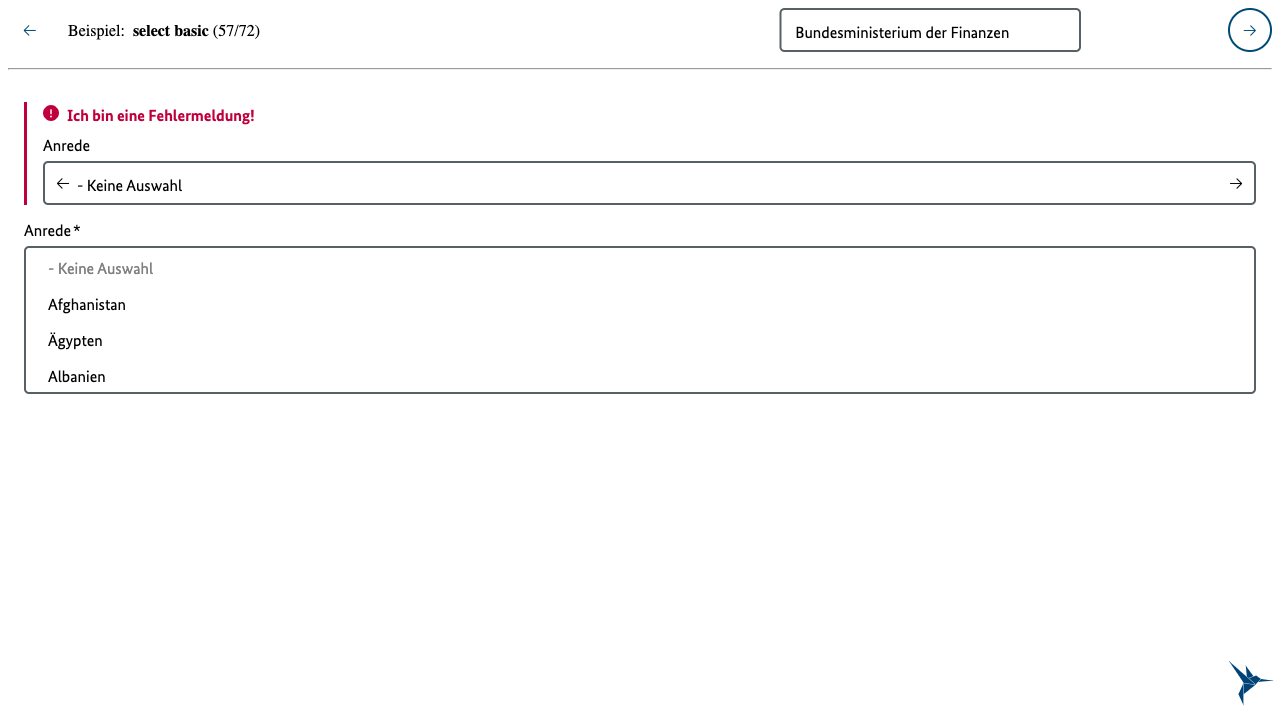 Beispiel: select basic (57/72)
Bundesministerium der Finanzen
Ich bin eine Fehlermeldung!
Anrede
- Keine Auswahl
Anrede*
- Keine Auswahl
Afghanistan
Ägypten
Albanien